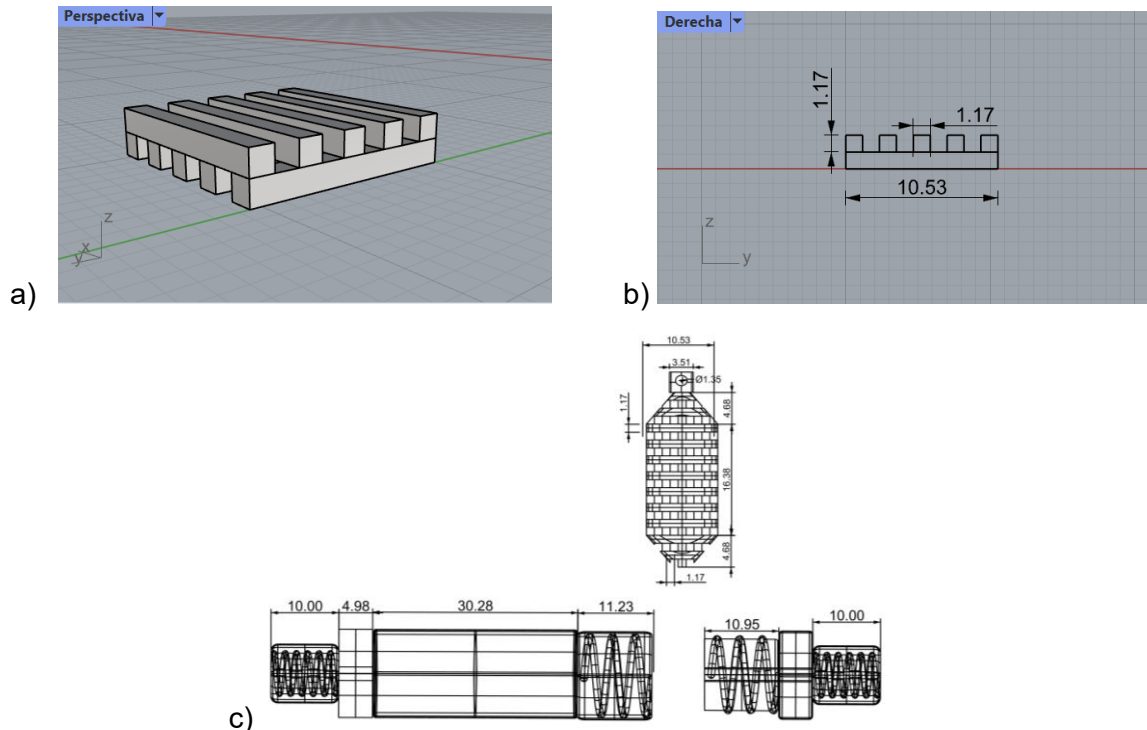 Perspectiva
z
x
y
a)
Derecha
1.17
1.17
10.53
z
y
b)
10.53
3.51
Ø1.35
1.17
4.68
16.38
4.68
1.17
10.00 4.98 30.28 11.23
10.95 10.00
c)